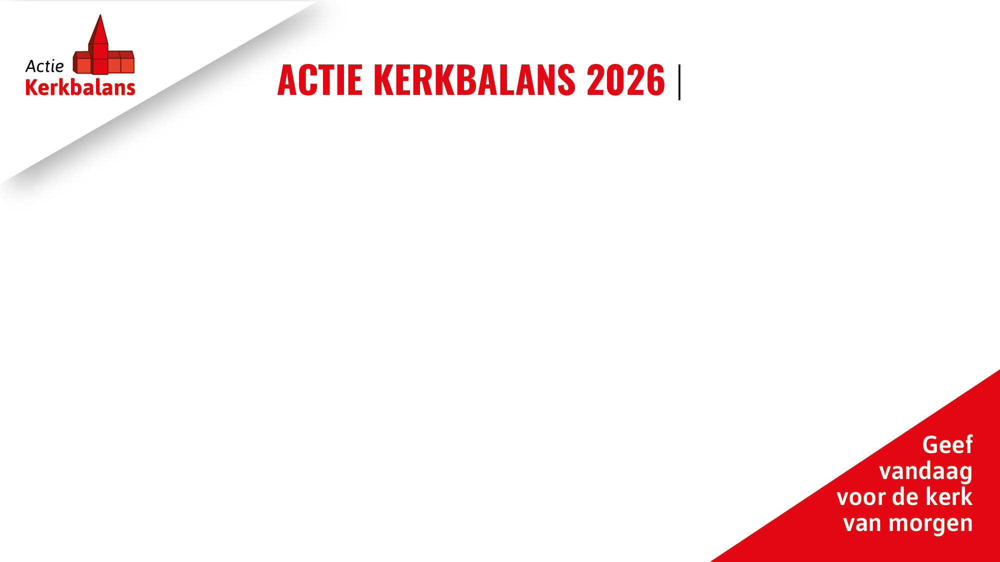 Actie
Kerkbalans
ACTIE KERKBALANS 2026 |
Geef
vandaag
voor de kerk
van morgen